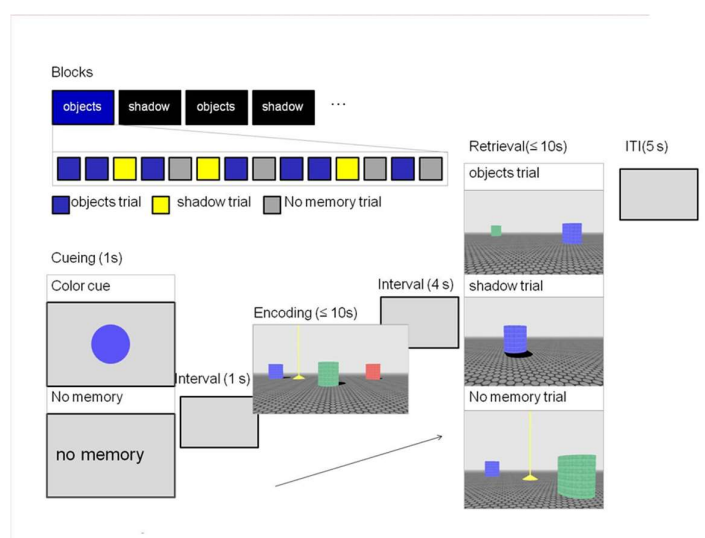 Blocks
objects shadow objects shadow ...
objects trial shadow trial No memory trial
Cueing (1s)
Color cue
No memory
no memory
Interval (1 s)
Encoding (≤ 10s)
Interval (4 s)
Retrieval(≤ 10s)
objects trial
shadow trial
No memory trial
ITI(5 s)